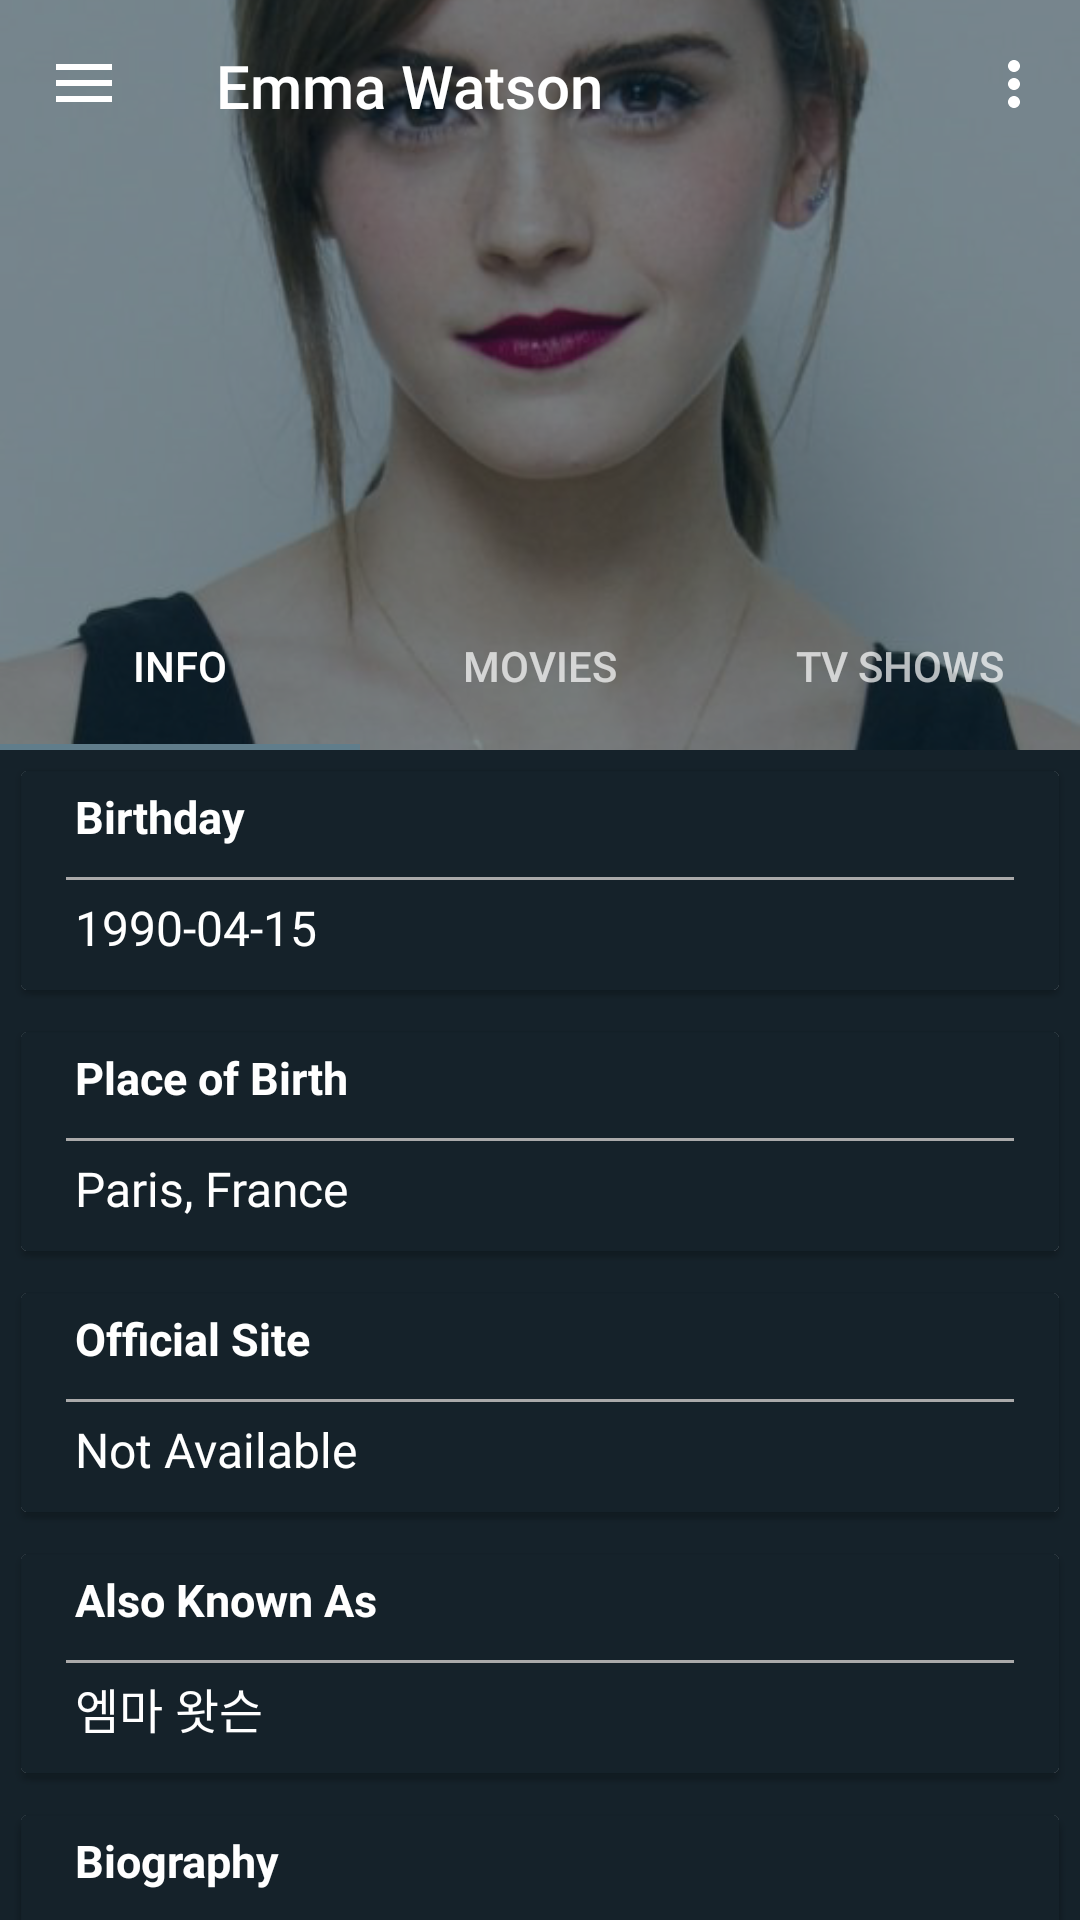 Emma Watson
INFO
MOVIES
TV SHOWS
Birthday
1990-04-15
Place of Birth
Paris, France
Official Site
Not Available
Also Known As
엠마 왓슨
Biography